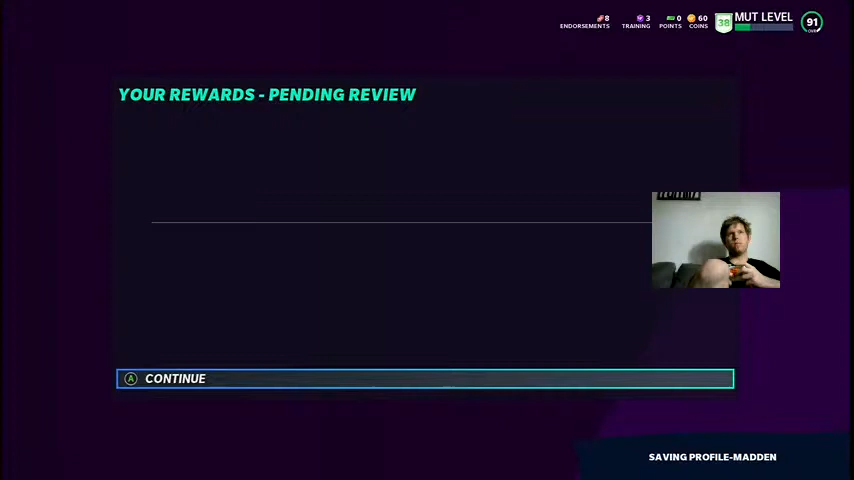 8 3 0 60
ENDORSEMENTS TRAINING POINTS COINS
38 MUT LEVEL 91 OVR
YOUR REWARDS - PENDING REVIEW
A CONTINUE
SAVING PROFILE-MADDEN